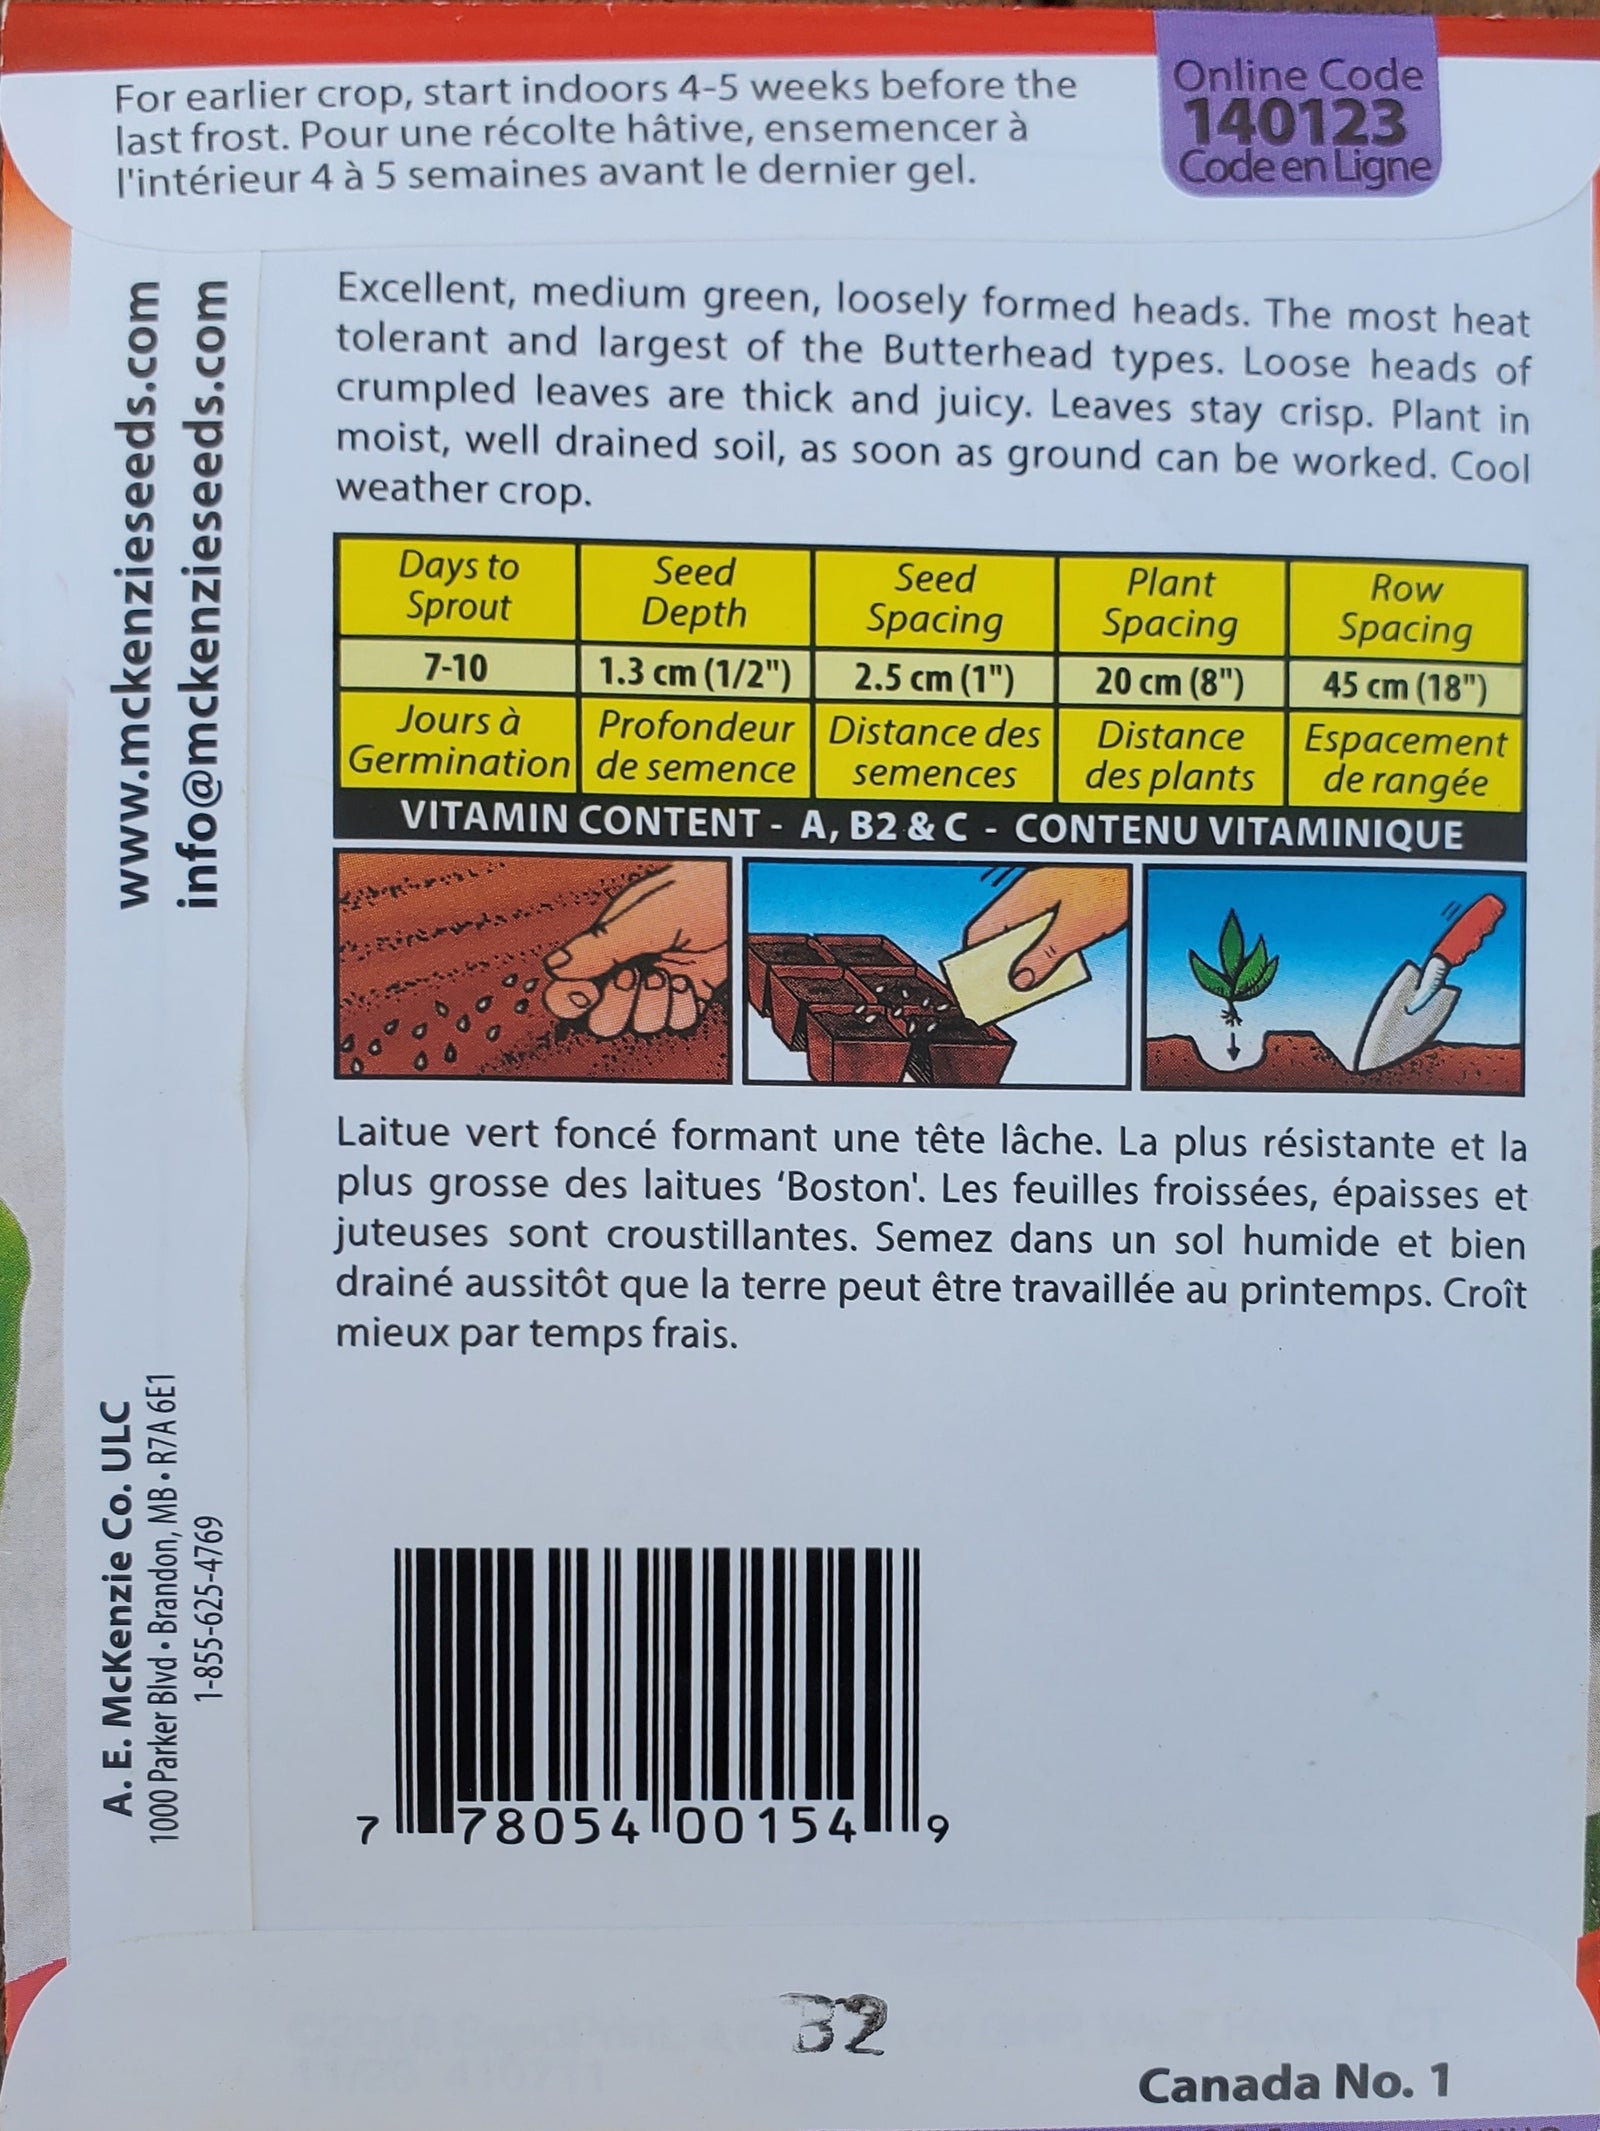 For earlier crop, start indoors 4-5 weeks before the
last frost. Pour une récolte hâtive, ensemencer à
l'intérieur 4 à 5 semaines avant le dernier gel.
Online Code
140123
Code en Ligne
www.mckenzieseeds.com
info@mckenzieseeds.com
Excellent, medium green, loosely formed heads. The most heat
tolerant and largest of the Butterhead types. Loose heads of
crumpled leaves are thick and juicy. Leaves stay crisp. Plant in
moist, well drained soil, as soon as ground can be worked. Cool
weather crop.
Days to Sprout
Seed Depth
Seed Spacing
Plant Spacing
Row Spacing
7-10
1.3 cm (1/2")
2.5 cm (1")
20 cm (8")
45 cm (18")
Jours à Germination
Profondeur de semence
Distance des semences
Distance des plants
Espacement de rangée
VITAMIN CONTENT - A, B2 & C - CONTENU VITAMINIQUE
Laitue vert foncé formant une tête lâche. La plus résistante et la
plus grosse des laitues ‘Boston'. Les feuilles froissées, épaisses et
juteuses sont croustillantes. Semez dans un sol humide et bien
drainé aussitôt que la terre peut être travaillée au printemps. Croît
mieux par temps frais.
A. E. McKenzie Co. ULC
1000 Parker Blvd • Brandon, MB • R7A 6E1
1-855-625-4769
7 78054 00154 9
B2
Canada No. 1